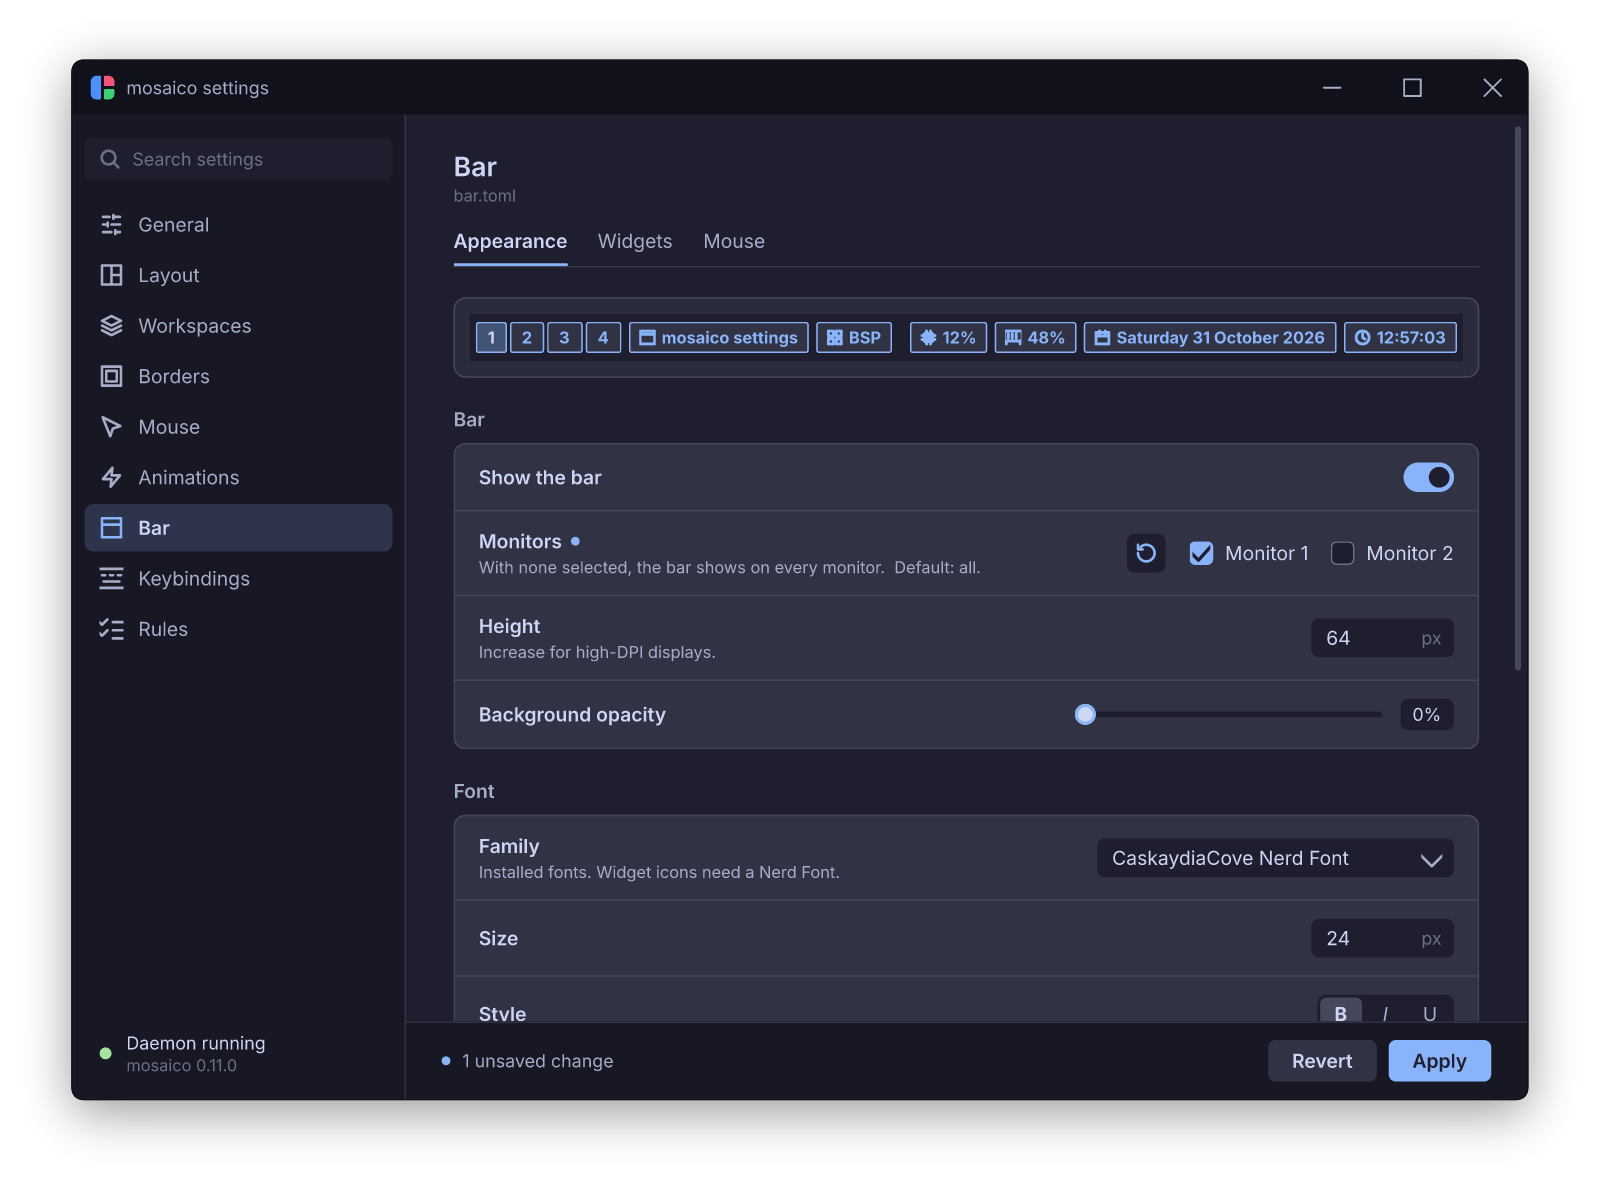 mosaico settings
Search settings
General
Layout
Workspaces
Borders
Mouse
Animations
Bar
Keybindings
Rules
Daemon running
mosaico 0.11.0
Bar
bar.toml
Appearance Widgets Mouse
1 2 3 4 mosaico settings BSP 12% 48% Saturday 31 October 2026 12:57:03
Bar
Show the bar
Monitors
With none selected, the bar shows on every monitor. Default: all.
Monitor 1 Monitor 2
Height
Increase for high-DPI displays.
64 px
Background opacity
0%
Font
Family
Installed fonts. Widget icons need a Nerd Font.
CaskaydiaCove Nerd Font
Size
24 px
Style
B I U
1 unsaved change
Revert Apply